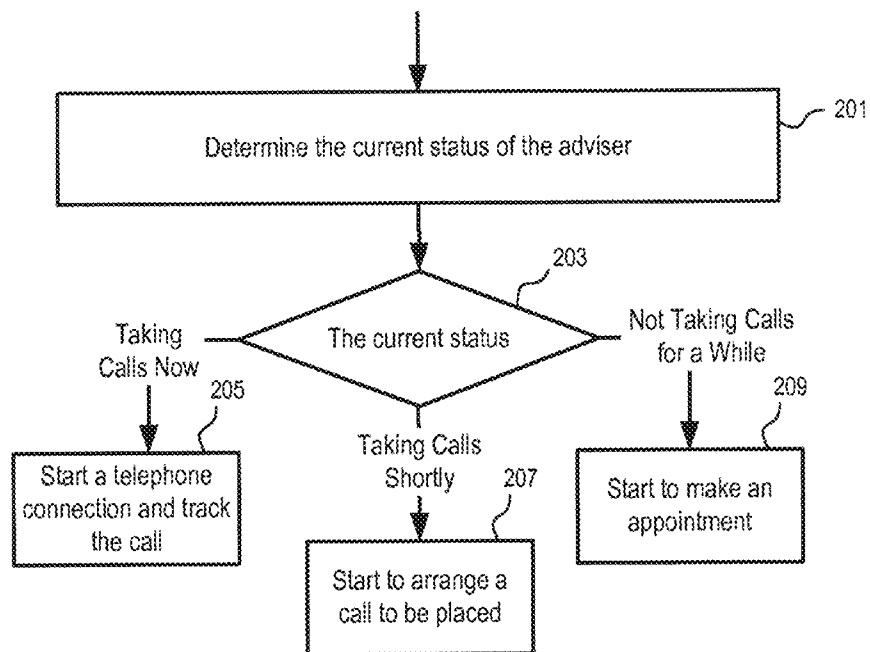 201
Determine the current status of the adviser
203
The current status
Taking
Calls Now
Not Taking Calls
for a While
205
209
Taking Calls
Shortly
207
Start a telephone
connection and track
the call
Start to make an
appointment
Start to arrange a
call to be placed